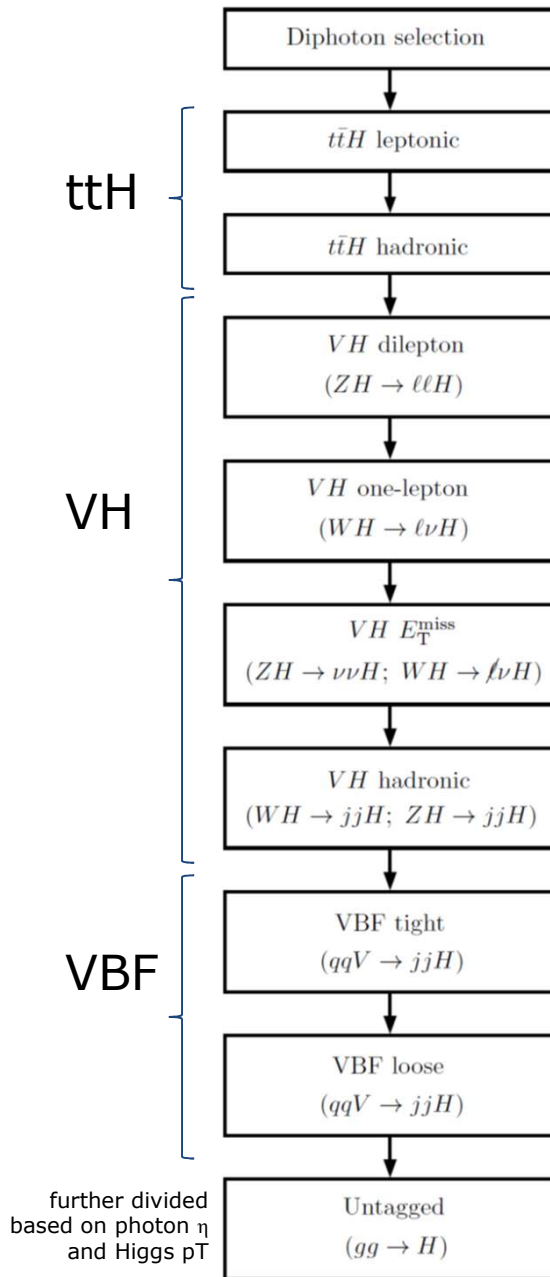 Diphoton selection
ttH
tt̄H leptonic
tt̄H hadronic
VH
VH dilepton
(ZH → ℓℓH)
VH one-lepton
(WH → ℓνH)
VH E_T^miss
(ZH → ννH; WH → ℓ̸νH)
VH hadronic
(WH → jjH; ZH → jjH)
VBF
VBF tight
(qqV → jjH)
VBF loose
(qqV → jjH)
further divided
based on photon η
and Higgs pT
Untagged
(gg → H)